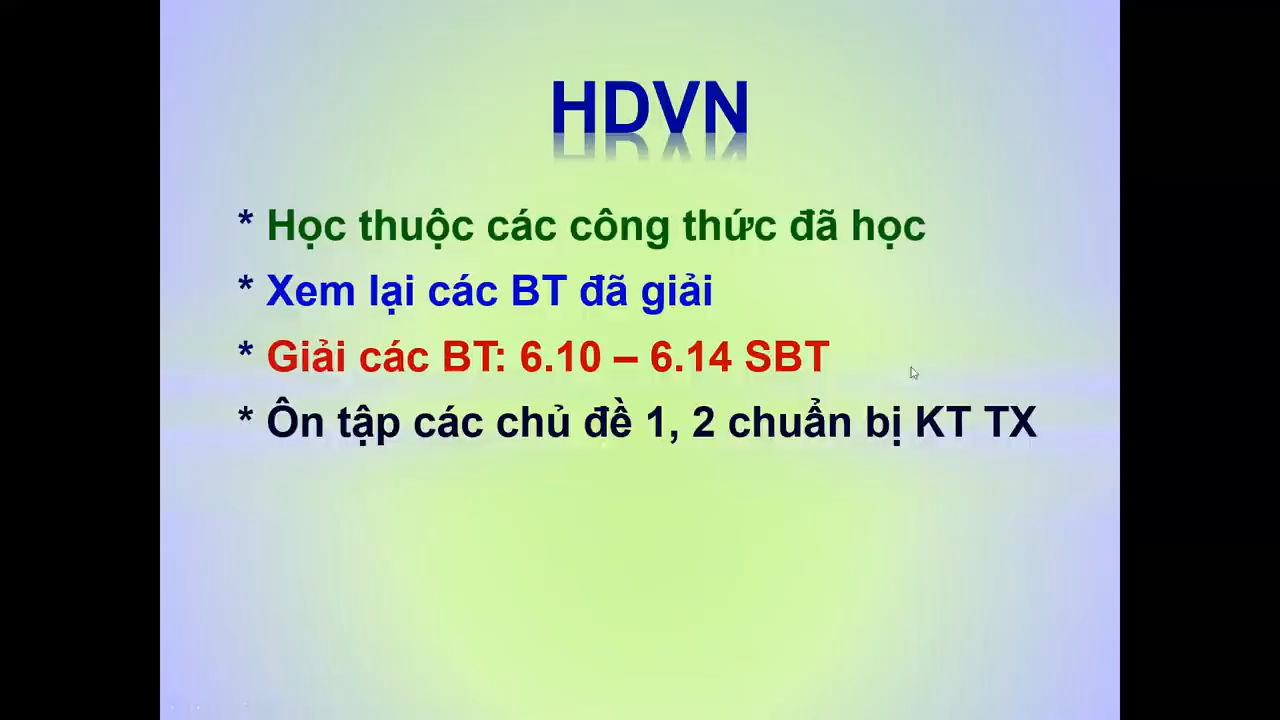 HDVN
* Học thuộc các công thức đã học
* Xem lại các BT đã giải
* Giải các BT: 6.10 – 6.14 SBT
* Ôn tập các chủ đề 1, 2 chuẩn bị KT TX